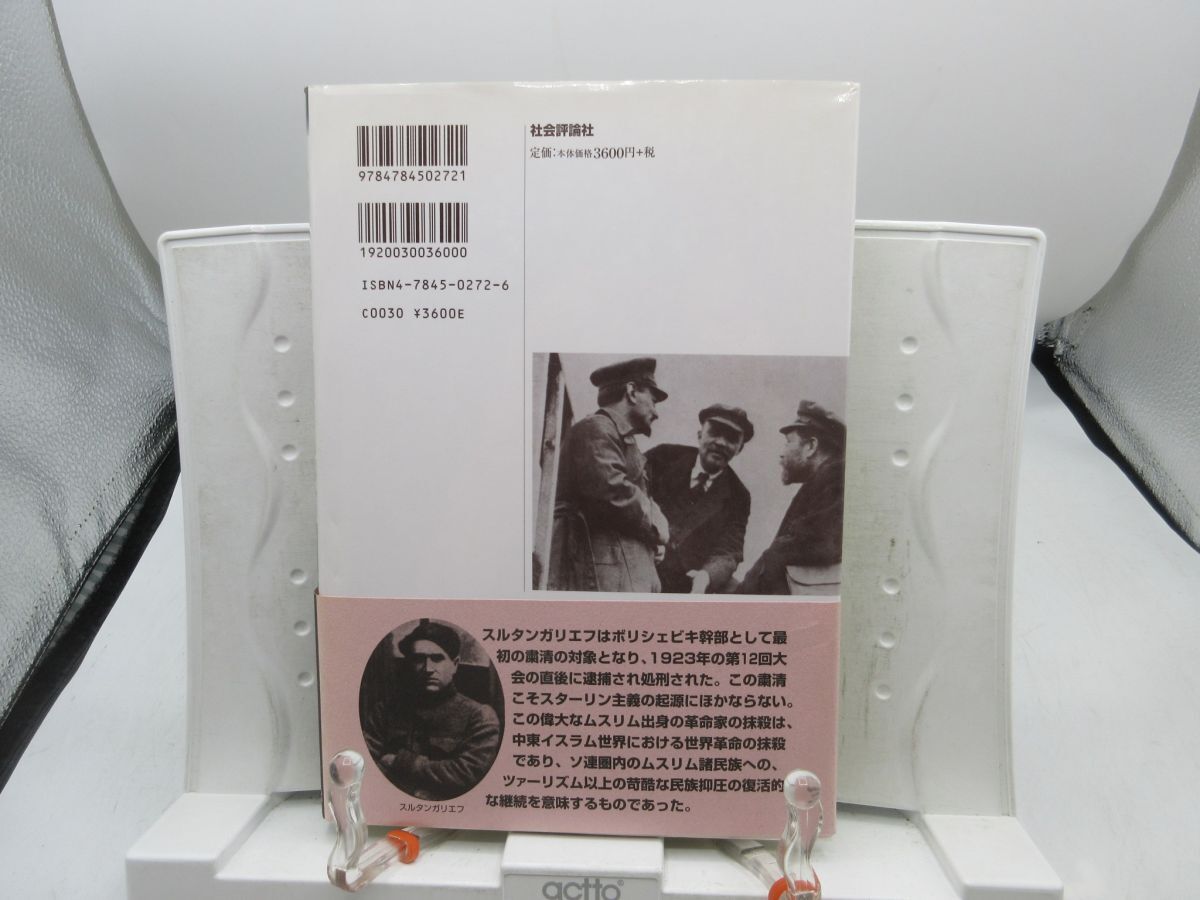 9784784502721
1920030036000
ISBN4-7845-0272-6
C0030 ¥3600E
社会評論社
定価：本体価格3600円+税
スルタンガリエフはボリシェビキ幹部として最
初の粛清の対象となり、1923年の第12回大
会の直後に逮捕され処刑された。この粛清
こそスターリン主義の起源にほかならない。
この偉大なムスリム出身の革命家の抹殺は、
中東イスラム世界における世界革命の抹殺
であり、ソ連圏内のムスリム諸民族への、
ツァーリズム以上の苛酷な民族抑圧の復活的
な継続を意味するものであった。
スルタンガリエフ
actto®